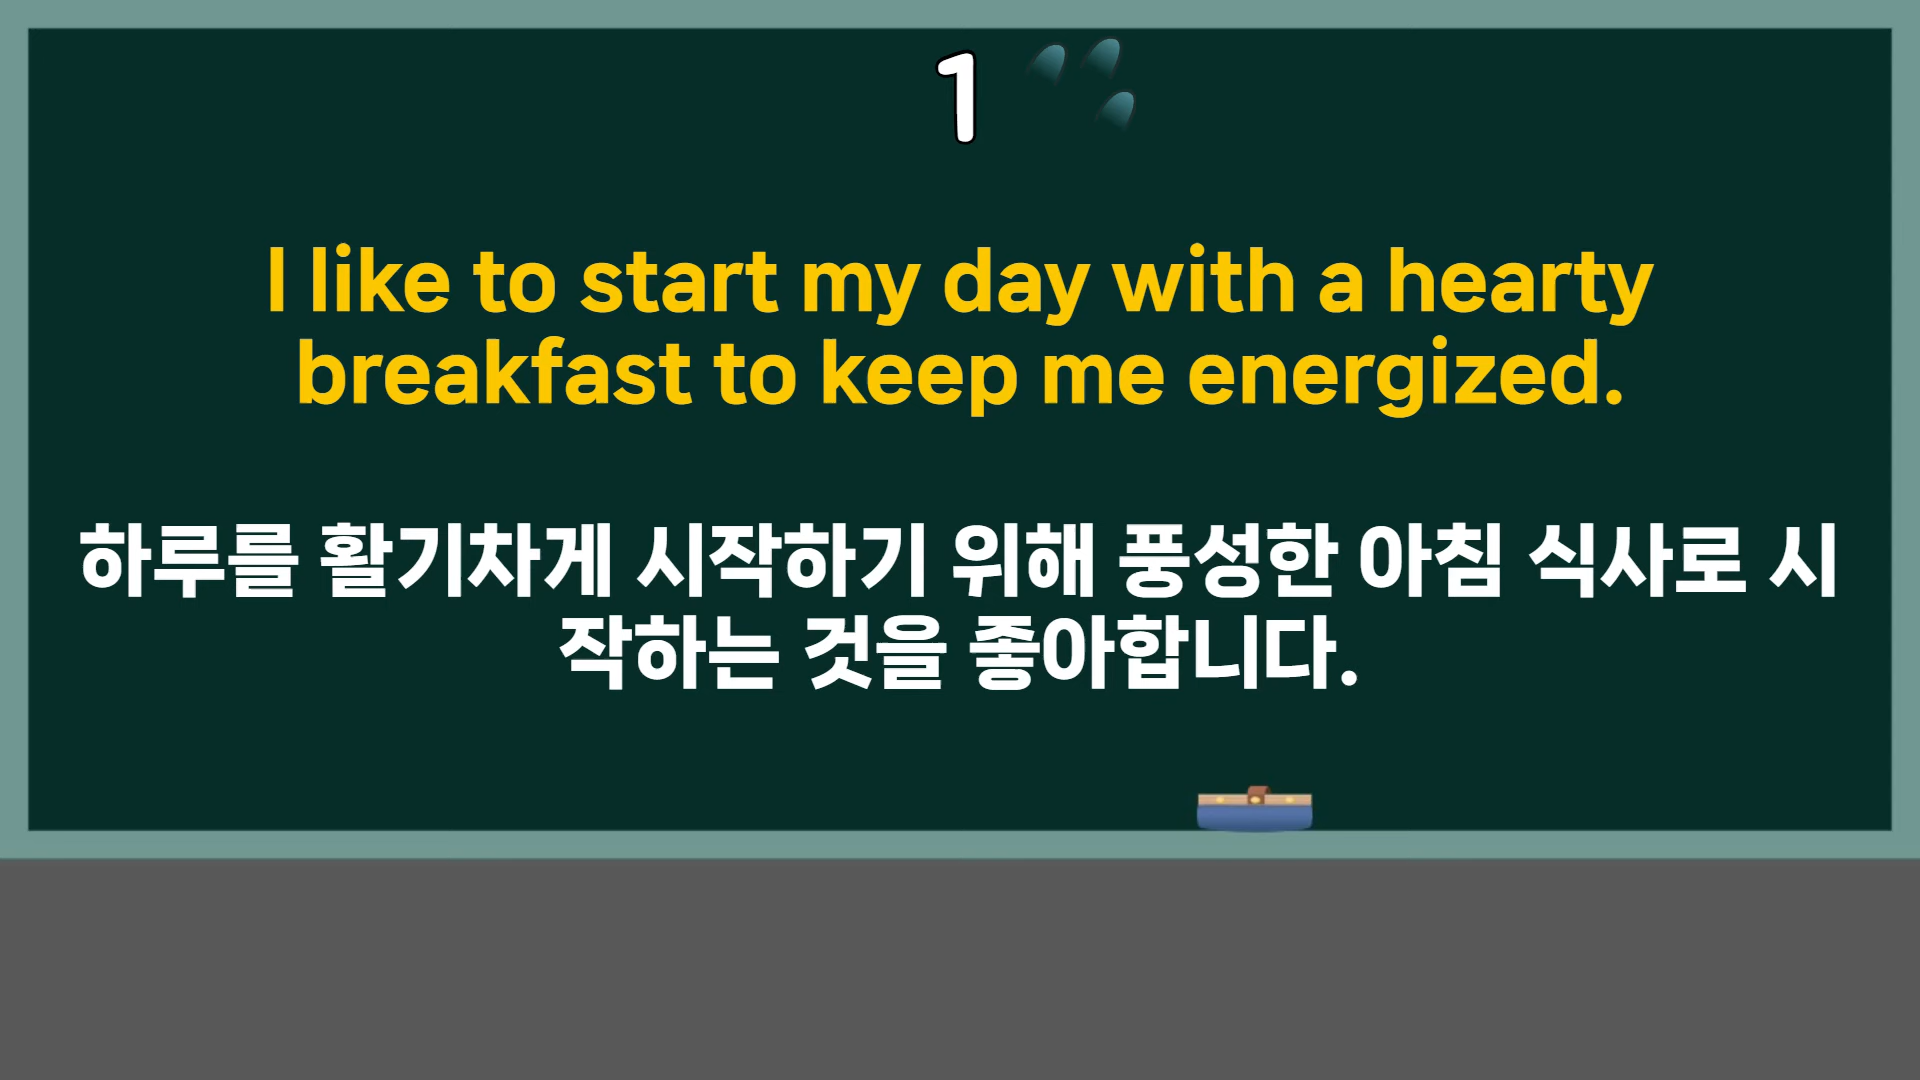 1
I like to start my day with a hearty
breakfast to keep me energized.
하루를 활기차게 시작하기 위해 풍성한 아침 식사로 시
작하는 것을 좋아합니다.